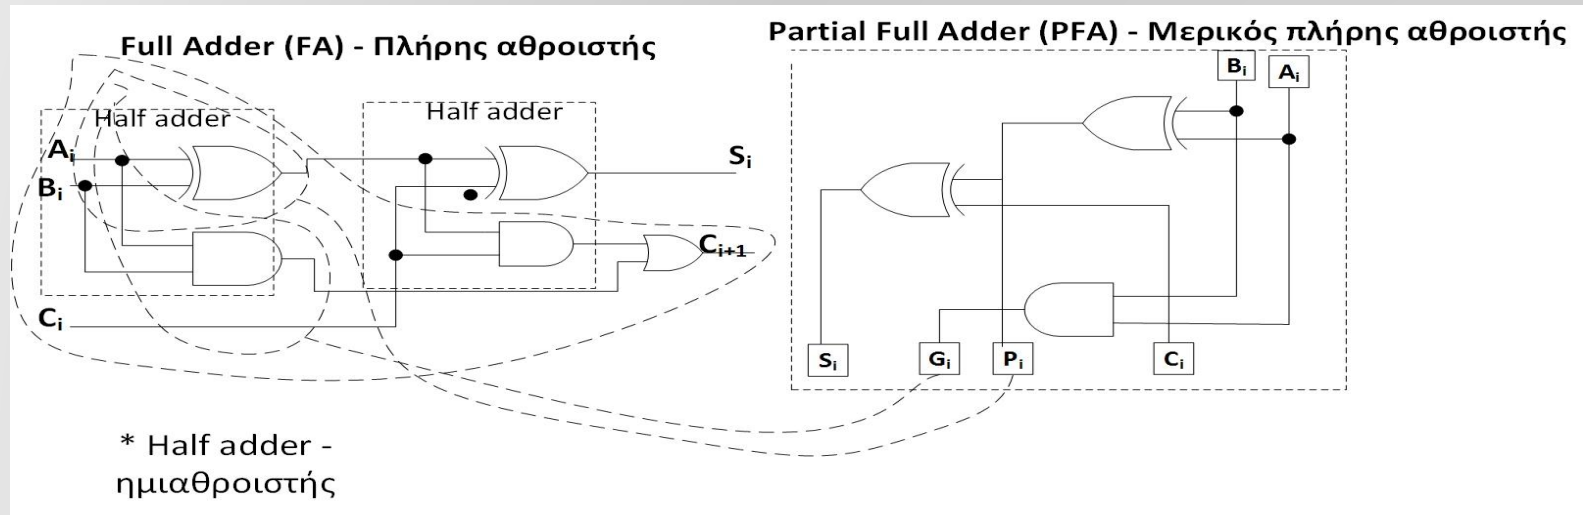 Full Adder (FA) - Πλήρης αθροιστής
Partial Full Adder (PFA) - Μερικός πλήρης αθροιστής
Half adder
Half adder
Aᵢ
Bᵢ
Cᵢ
Sᵢ
Cᵢ₊₁
Bᵢ
Aᵢ
Sᵢ
Gᵢ
Pᵢ
Cᵢ
* Half adder -
ημιαθροιστής